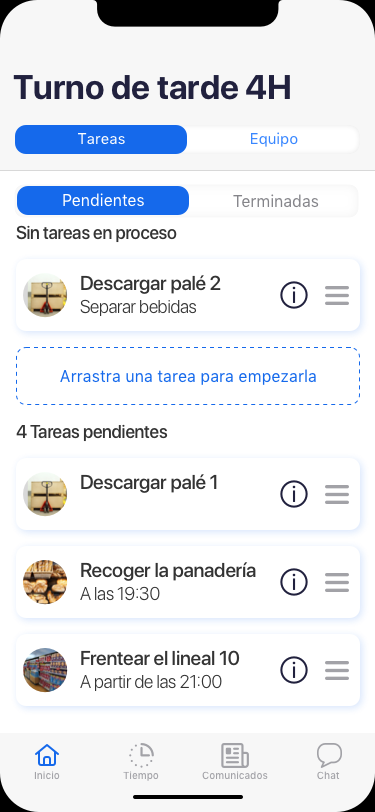 Turno de tarde 4H
Tareas
Equipo
Pendientes
Terminadas
Sin tareas en proceso
Descargar palé 2
Separar bebidas
Arrastra una tarea para empezarla
4 Tareas pendientes
Descargar palé 1
Recoger la panadería
A las 19:30
Frentear el lineal 10
A partir de las 21:00
Inicio
Tiempo
Comunicados
Chat